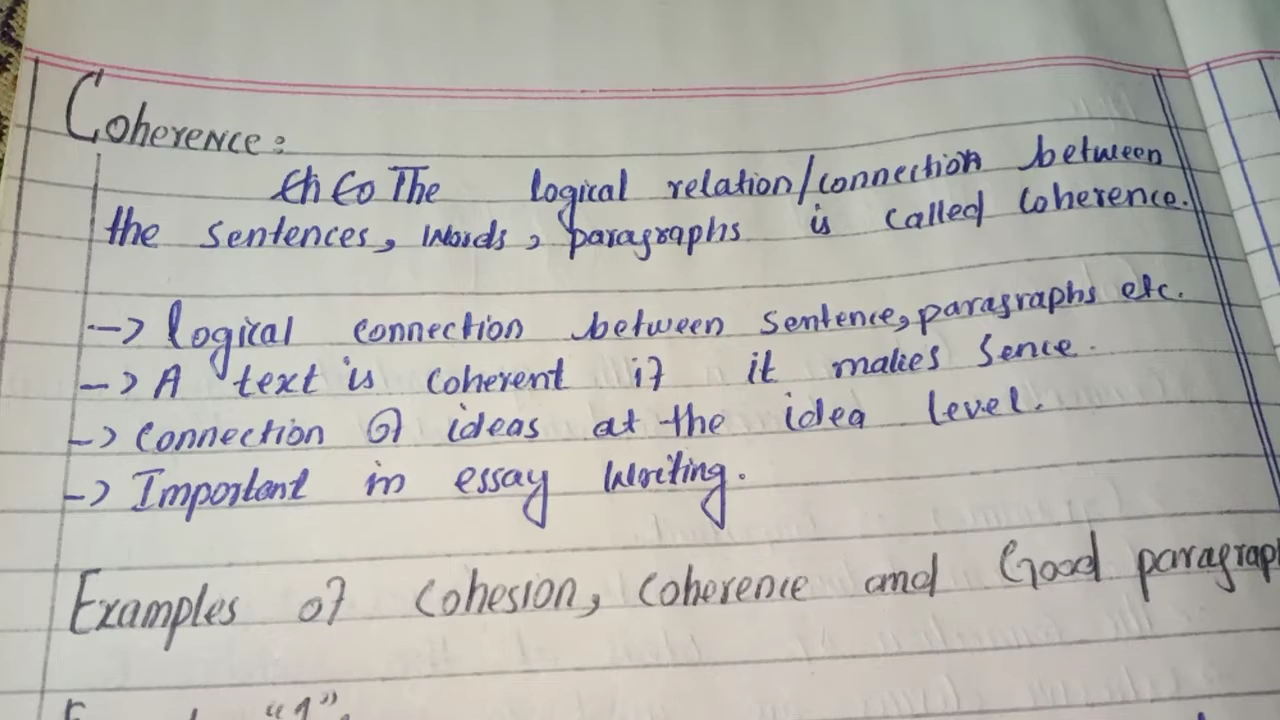 Coherence:
The logical relation/connection between
the sentences, words, paragraphs is called Coherence.
-> Logical connection between sentence, paragraphs etc.
-> A text is coherent if it makes sence.
-> Connection of ideas at the idea level.
-> Important in essay writing.
Examples of Cohesion, Coherence and Good paragrap
"1"